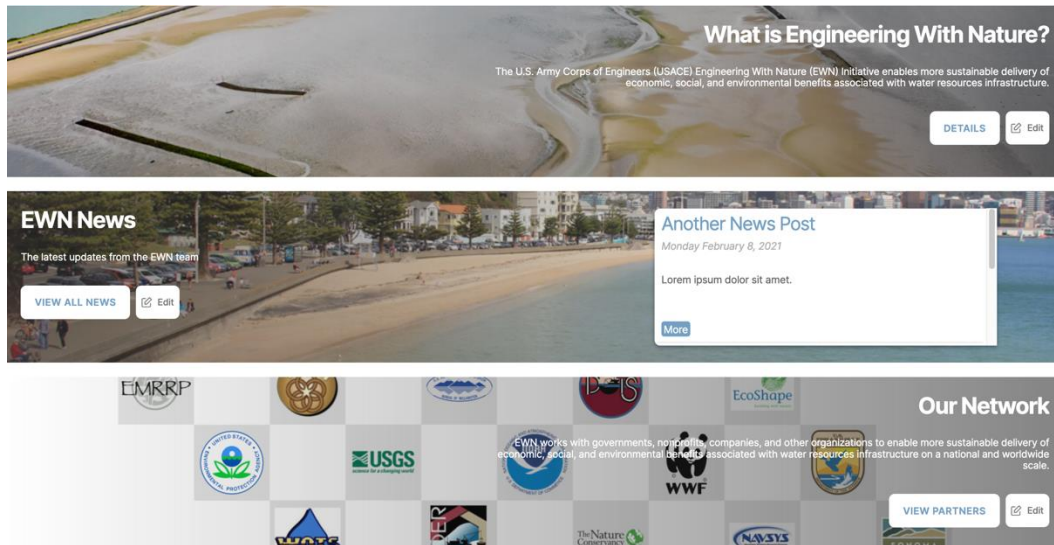 What is Engineering With Nature?
The U.S. Army Corps of Engineers (USACE) Engineering With Nature (EWN) Initiative enables more sustainable delivery of
economic, social, and environmental benefits associated with water resources infrastructure.
DETAILS
Edit
EWN News
The latest updates from the EWN team
VIEW ALL NEWS
Edit
Another News Post
Monday February 8, 2021
Lorem ipsum dolor sit amet.
More
EMRRP
EcoShape
Our Network
EWN works with governments, nonprofits, companies, and other organizations to enable more sustainable delivery of
economic, social, and environmental benefits associated with water resources infrastructure on a national and worldwide
scale.
UNITED STATES
ENVIRONMENTAL PROTECTION AGENCY
USGS
science for a changing world
WWF
VIEW PARTNERS
Edit
The Nature
Conservancy
NAVSYS